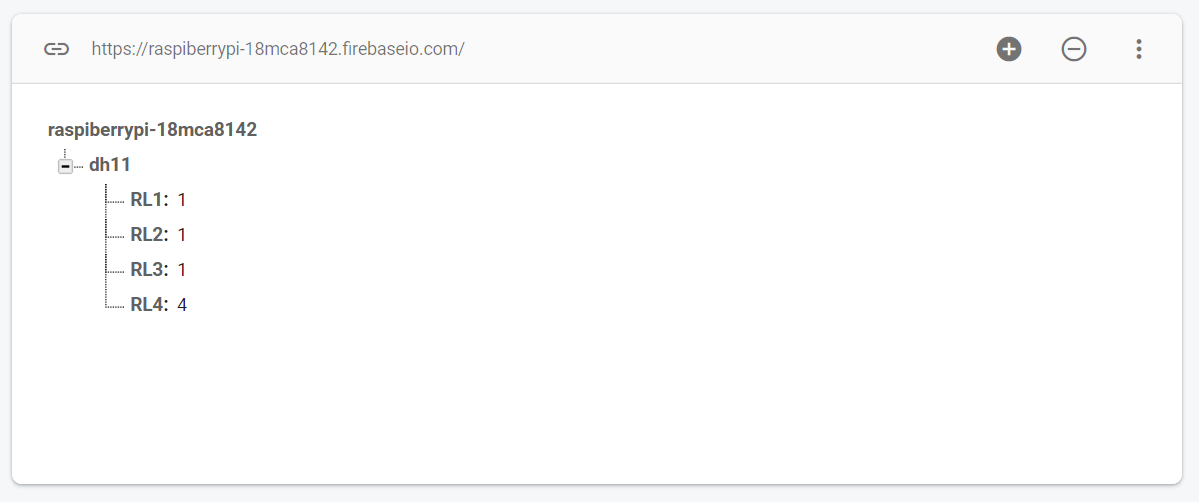 https://raspiberrypi-18mca8142.firebaseio.com/
raspiberrypi-18mca8142
dh11
RL1: 1
RL2: 1
RL3: 1
RL4: 4